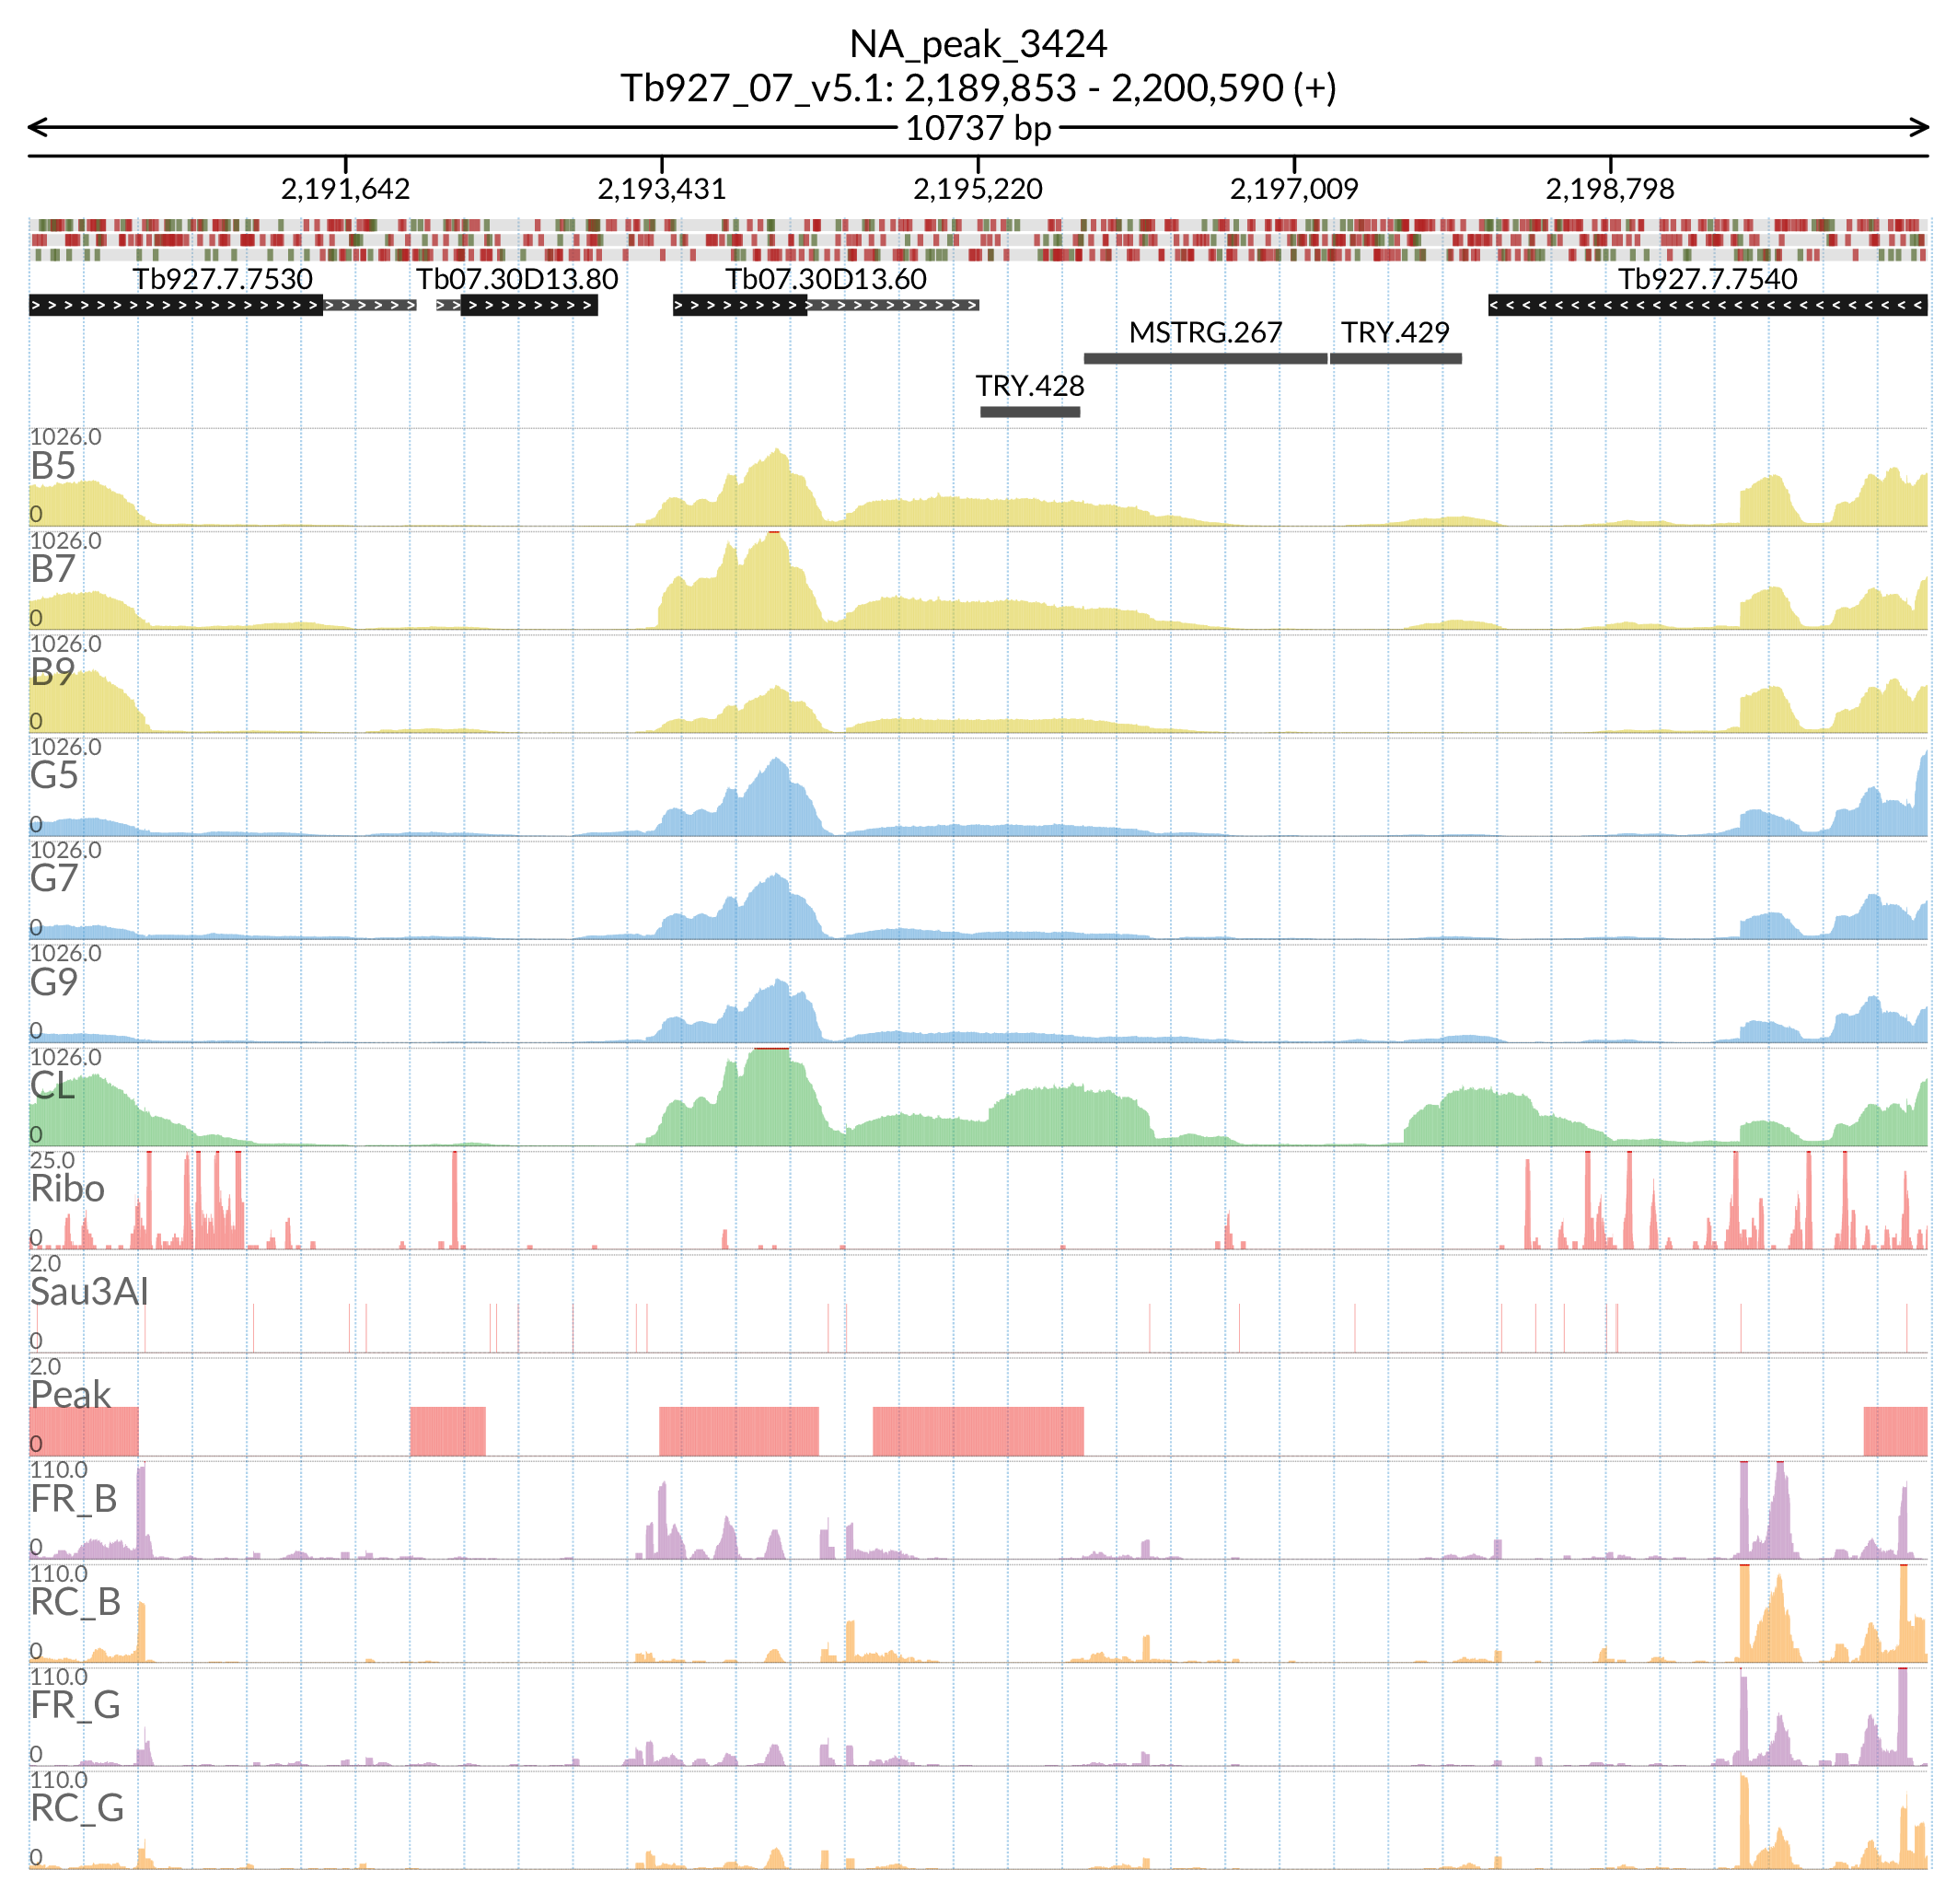 NA_peak_3424
Tb927_07_v5.1: 2,189,853 - 2,200,590 (+)
10737 bp
2,191,642 2,193,431 2,195,220 2,197,009 2,198,798
Tb927.7.7530 Tb07.30D13.80 Tb07.30D13.60 Tb927.7.7540
MSTRG.267 TRY.429
TRY.428
1026.0
B5
0
1026.0
B7
0
1026.0
B9
0
1026.0
G5
0
1026.0
G7
0
1026.0
G9
0
1026.0
CL
0
25.0
Ribo
0
2.0
Sau3AI
0
2.0
Peak
0
110.0
FR_B
0
110.0
RC_B
0
110.0
FR_G
0
110.0
RC_G
0